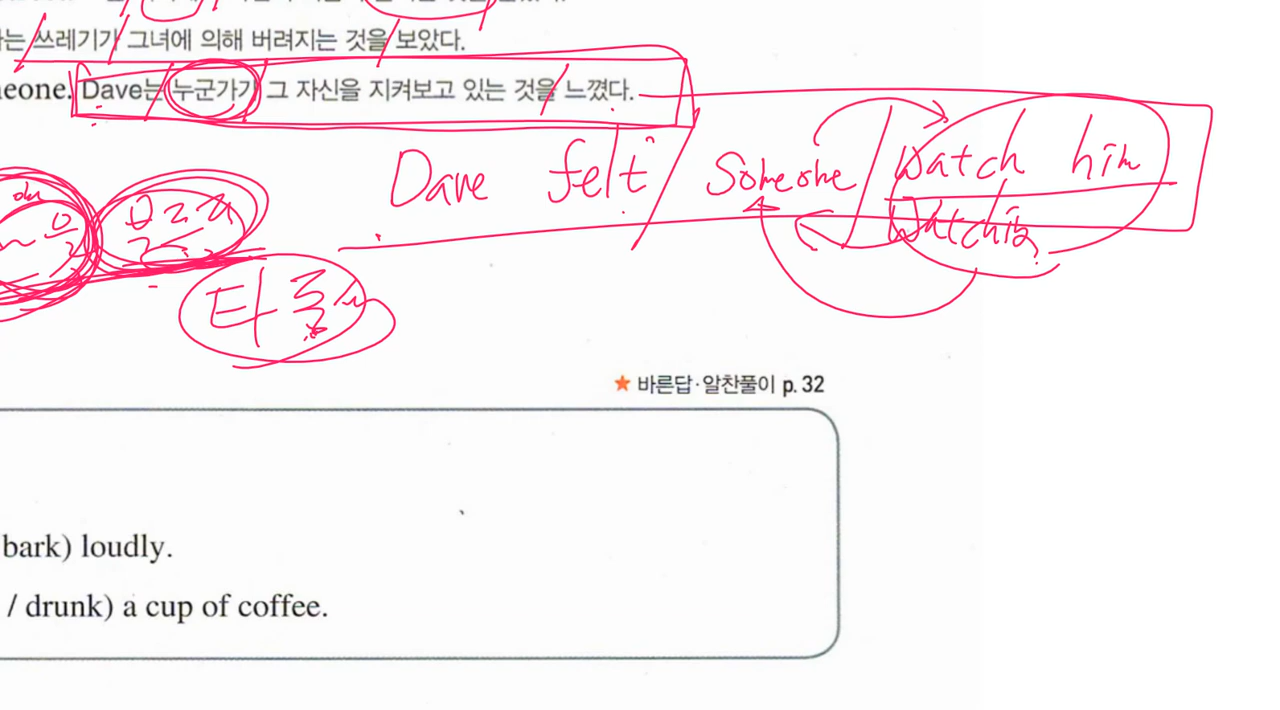 는 쓰레기가 그녀에 의해 버려지는 것을 보았다.
eone. Dave는 누군가가 그 자신을 지켜보고 있는 것을 느꼈다.
Dave felt Someone Watch him
Watching
목적격
타동사
★ 바른답·알찬풀이 p. 32
bark) loudly.
/ drunk) a cup of coffee.